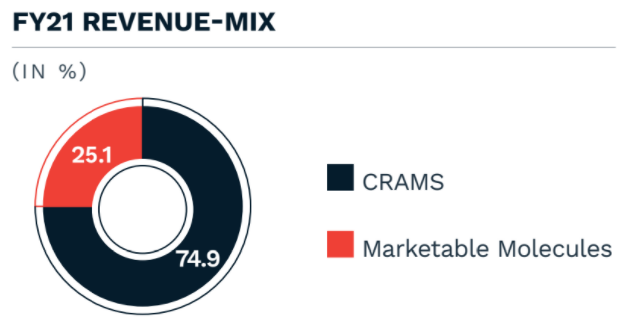 FY21 REVENUE-MIX
(IN %)
25.1
74.9
CRAMS
Marketable Molecules